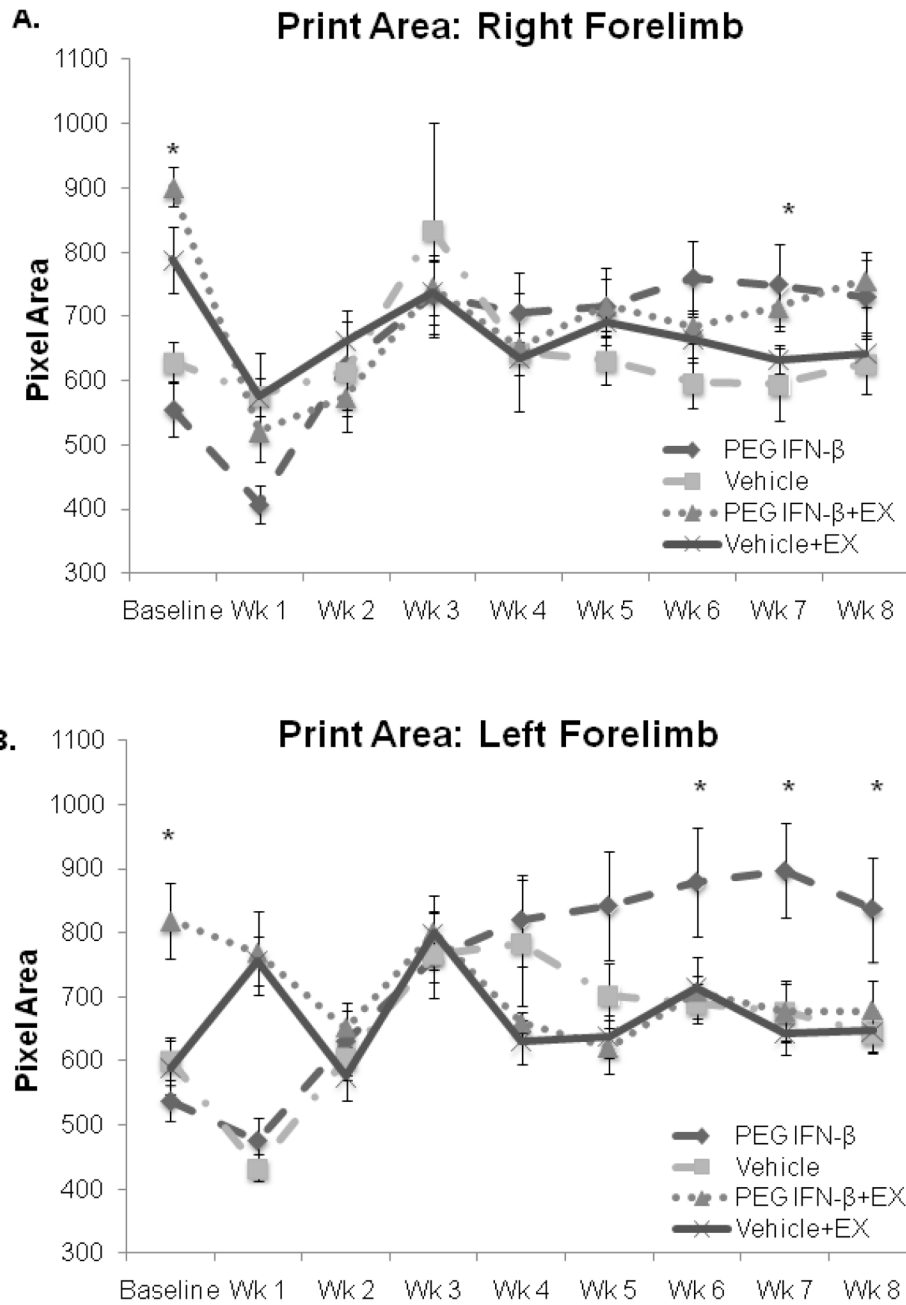 A.
Print Area: Right Forelimb
*
*
Pixel Area
1100
1000
900
800
700
600
500
400
300
PEG IFN-β
Vehicle
PEG IFN-β+EX
Vehicle+EX
Baseline Wk 1 Wk 2 Wk 3 Wk 4 Wk 5 Wk 6 Wk 7 Wk 8
B.
Print Area: Left Forelimb
*
* * *
Pixel Area
1100
1000
900
800
700
600
500
400
300
PEG IFN-β
Vehicle
PEG IFN-β+EX
Vehicle+EX
Baseline Wk 1 Wk 2 Wk 3 Wk 4 Wk 5 Wk 6 Wk 7 Wk 8